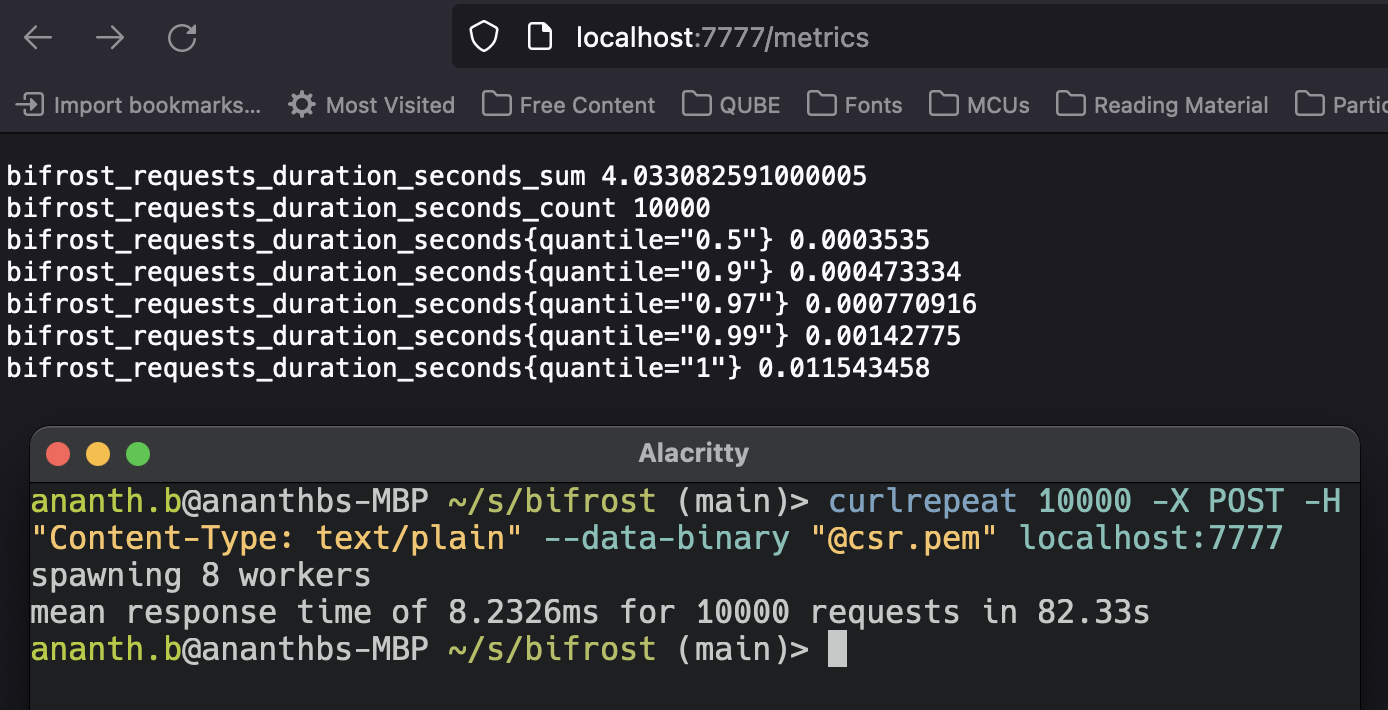 localhost:7777/metrics
Import bookmarks... Most Visited Free Content QUBE Fonts MCUs Reading Material
bifrost_requests_duration_seconds_sum 4.033082591000005
bifrost_requests_duration_seconds_count 10000
bifrost_requests_duration_seconds{quantile="0.5"} 0.0003535
bifrost_requests_duration_seconds{quantile="0.9"} 0.000473334
bifrost_requests_duration_seconds{quantile="0.97"} 0.000770916
bifrost_requests_duration_seconds{quantile="0.99"} 0.00142775
bifrost_requests_duration_seconds{quantile="1"} 0.011543458
Alacritty
ananth.b@ananthbs-MBP ~/s/bifrost (main)> curlrepeat 10000 -X POST -H
"Content-Type: text/plain" --data-binary "@csr.pem" localhost:7777
spawning 8 workers
mean response time of 8.2326ms for 10000 requests in 82.33s
ananth.b@ananthbs-MBP ~/s/bifrost (main)>